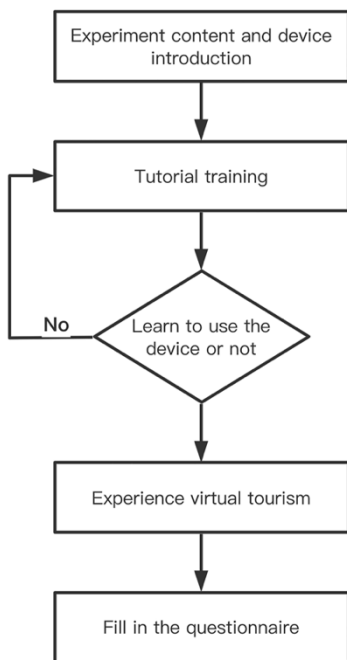 Experiment content and device
introduction
Tutorial training
No
Learn to use the
device or not
Experience virtual tourism
Fill in the questionnaire